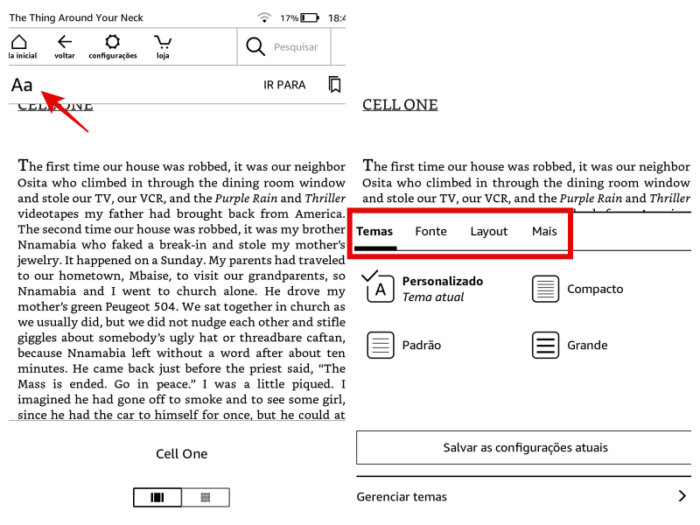 The Thing Around Your Neck 17% 18:4
la inicial voltar configurações loja Pesquisar
Aa IR PARA
CELL ONE
The first time our house was robbed, it was our neighbor
Osita who climbed in through the dining room window
and stole our TV, our VCR, and the Purple Rain and Thriller
videotapes my father had brought back from America.
The second time our house was robbed, it was my brother
Nnamabia who faked a break-in and stole my mother's
jewelry. It happened on a Sunday. My parents had traveled
to our hometown, Mbaise, to visit our grandparents, so
Nnamabia and I went to church alone. He drove my
mother's green Peugeot 504. We sat together in church as
we usually did, but we did not nudge each other and stifle
giggles about somebody's ugly hat or threadbare caftan,
because Nnamabia left without a word after about ten
minutes. He came back just before the priest said, “The
Mass is ended. Go in peace.” I was a little piqued. I
imagined he had gone off to smoke and to see some girl,
since he had the car to himself for once, but he could at
Cell One
CELL ONE
The first time our house was robbed, it was our neighbor
Osita who climbed in through the dining room window
and stole our TV, our VCR, and the Purple Rain and Thriller
Temas Fonte Layout Mais
A Personalizado
Tema atual
Compacto
Padrão
Grande
Salvar as configurações atuais
Gerenciar temas